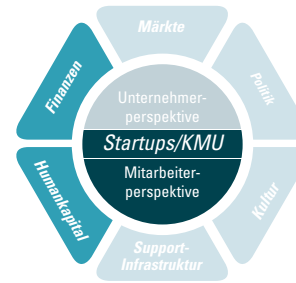 Märkte
Finanzen
Politik
Unternehmer-
perspektive
Startups/KMU
Mitarbeiter-
perspektive
Humankapital
Kultur
Support-
Infrastruktur